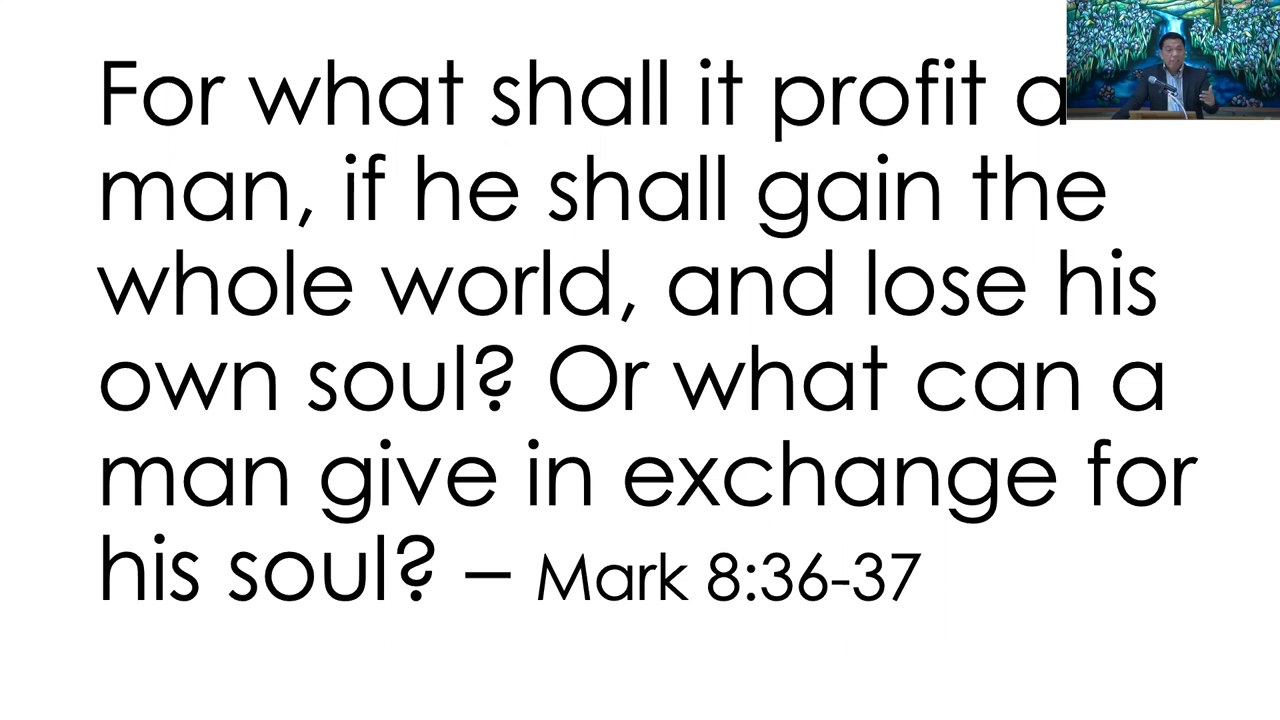 For what shall it profit a
man, if he shall gain the
whole world, and lose his
own soul? Or what can a
man give in exchange for
his soul? – Mark 8:36-37